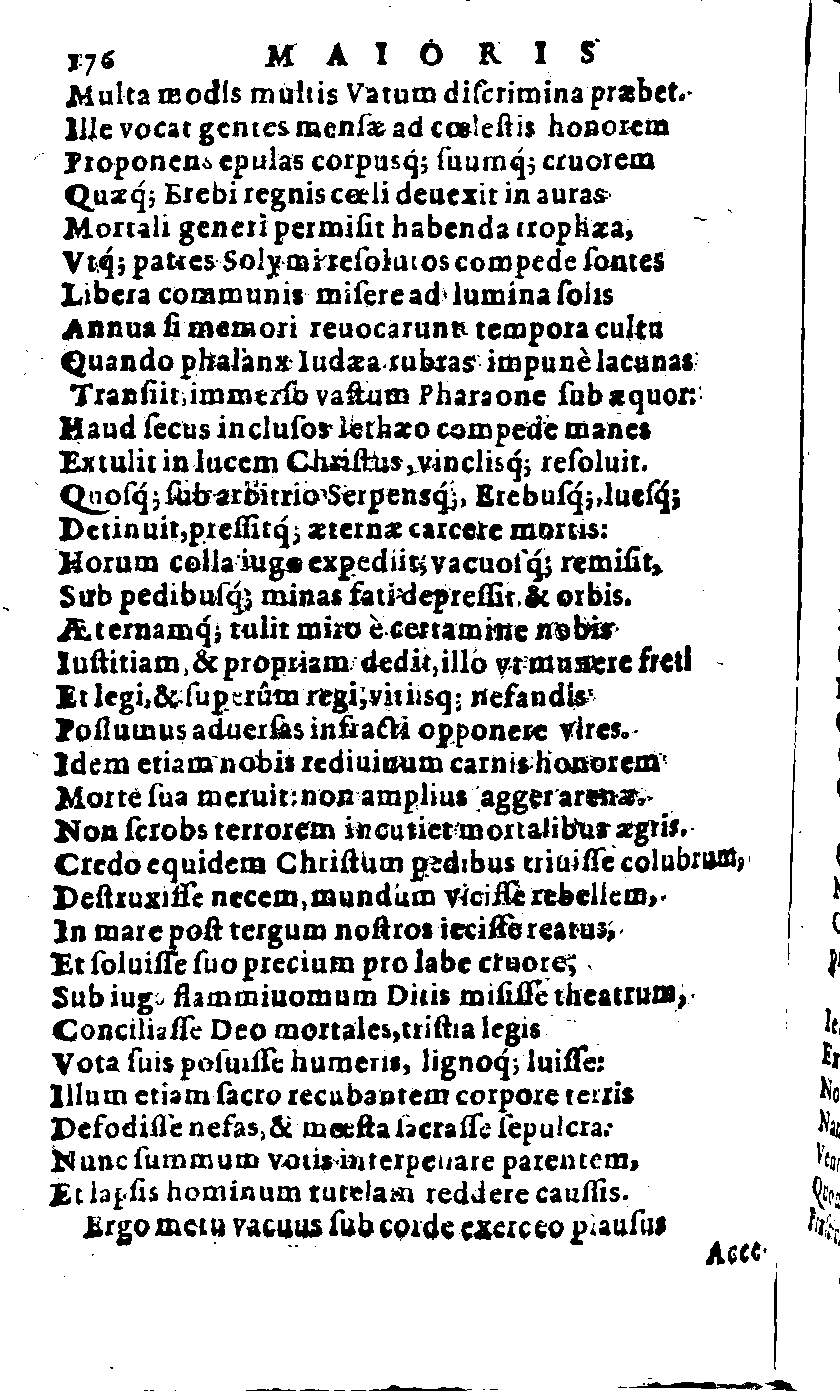 176 MAIORIS
Multa modis multis Vatum diſcrimina præbet.
Ille vocat gentes menſæ ad cœleſtis honorem
Proponens epulas corpusq́; ſuumq́; cruorem
Quæq́; Erebi regnis cœli deuexit in auras
Mortali generi permiſit habenda trophæa,
Vtq́; patres Solymi reſolutos compede ſontes
Libera communis miſere ad lumina ſolis
Annua ſi memori reuocarunt tempora cultu
Quando phalanx Iudæa rubras impunè lacunas
Tranſiit, immerſo vaſtum Pharaone ſub æquor:
Haud ſecus incluſos lethæo compede manes
Extulit in lucem Chriſtus, vinclisq́; reſoluit.
Quoſq́; ſub arbitrio Serpensq́;, Erebuſq́;, lueſq́;
Detinuit, preſſitq́; æternæ carcere mortis:
Horum colla iugo expediit, vacuoſq́; remiſit,
Sub pedibuſq́; minas fati depreſſit, & orbis.
Æternamq́; tulit miro è certamine nobis
Iuſtitiam, & propriam dedit, illo vt munere freti
Et legi, & ſuperûm regi, vitiisq; nefandis
Poſſumus aduerſas infracti opponere vires.
Idem etiam nobis rediuiuum carnis honorem
Morte ſua meruit: non amplius agger arenæ.
Non ſcrobs terrorem incutiet mortalibus ægris.
Credo equidem Chriſtum pedibus triuiſſe colubrum,
Deſtruxiſſe necem, mundum viciſſe rebellem,
In mare poſt tergum noſtros ieciſſe reatus,
Et ſoluiſſe ſuo precium pro labe cruore,
Sub iugo flammiuomum Ditis miſiſſe theatrum,
Conciliaſſe Deo mortales, triſtia legis
Vota ſuis poſuiſſe humeris, lignoq́; luiſſe:
Illum etiam ſacro recubantem corpore terris
Defodiſſe nefas, & mœſta ſacraſſe ſepulcra:
Nunc ſummum votis interpellare parentem,
Et lapſis hominum tutelam reddere cauſſis.
Ergo metu vacuus ſub corde exerceo plauſus
Acce